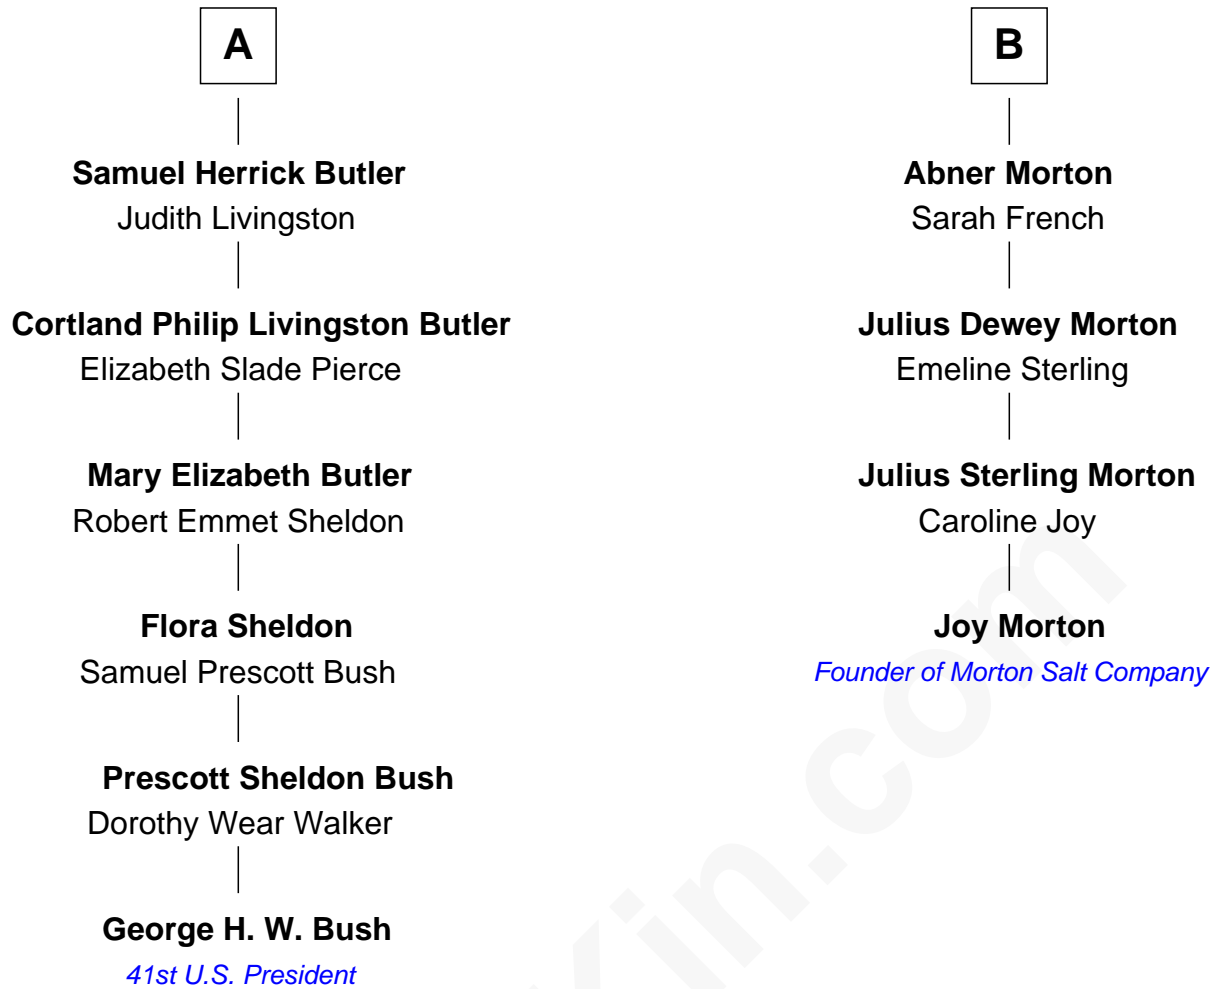 A
Samuel Herrick Butler
Judith Livingston
Cortland Philip Livingston Butler
Elizabeth Slade Pierce
Mary Elizabeth Butler
Robert Emmet Sheldon
Flora Sheldon
Samuel Prescott Bush
Prescott Sheldon Bush
Dorothy Wear Walker
George H. W. Bush
41st U.S. President
B
Abner Morton
Sarah French
Julius Dewey Morton
Emeline Sterling
Julius Sterling Morton
Caroline Joy
Joy Morton
Founder of Morton Salt Company
Kin.com